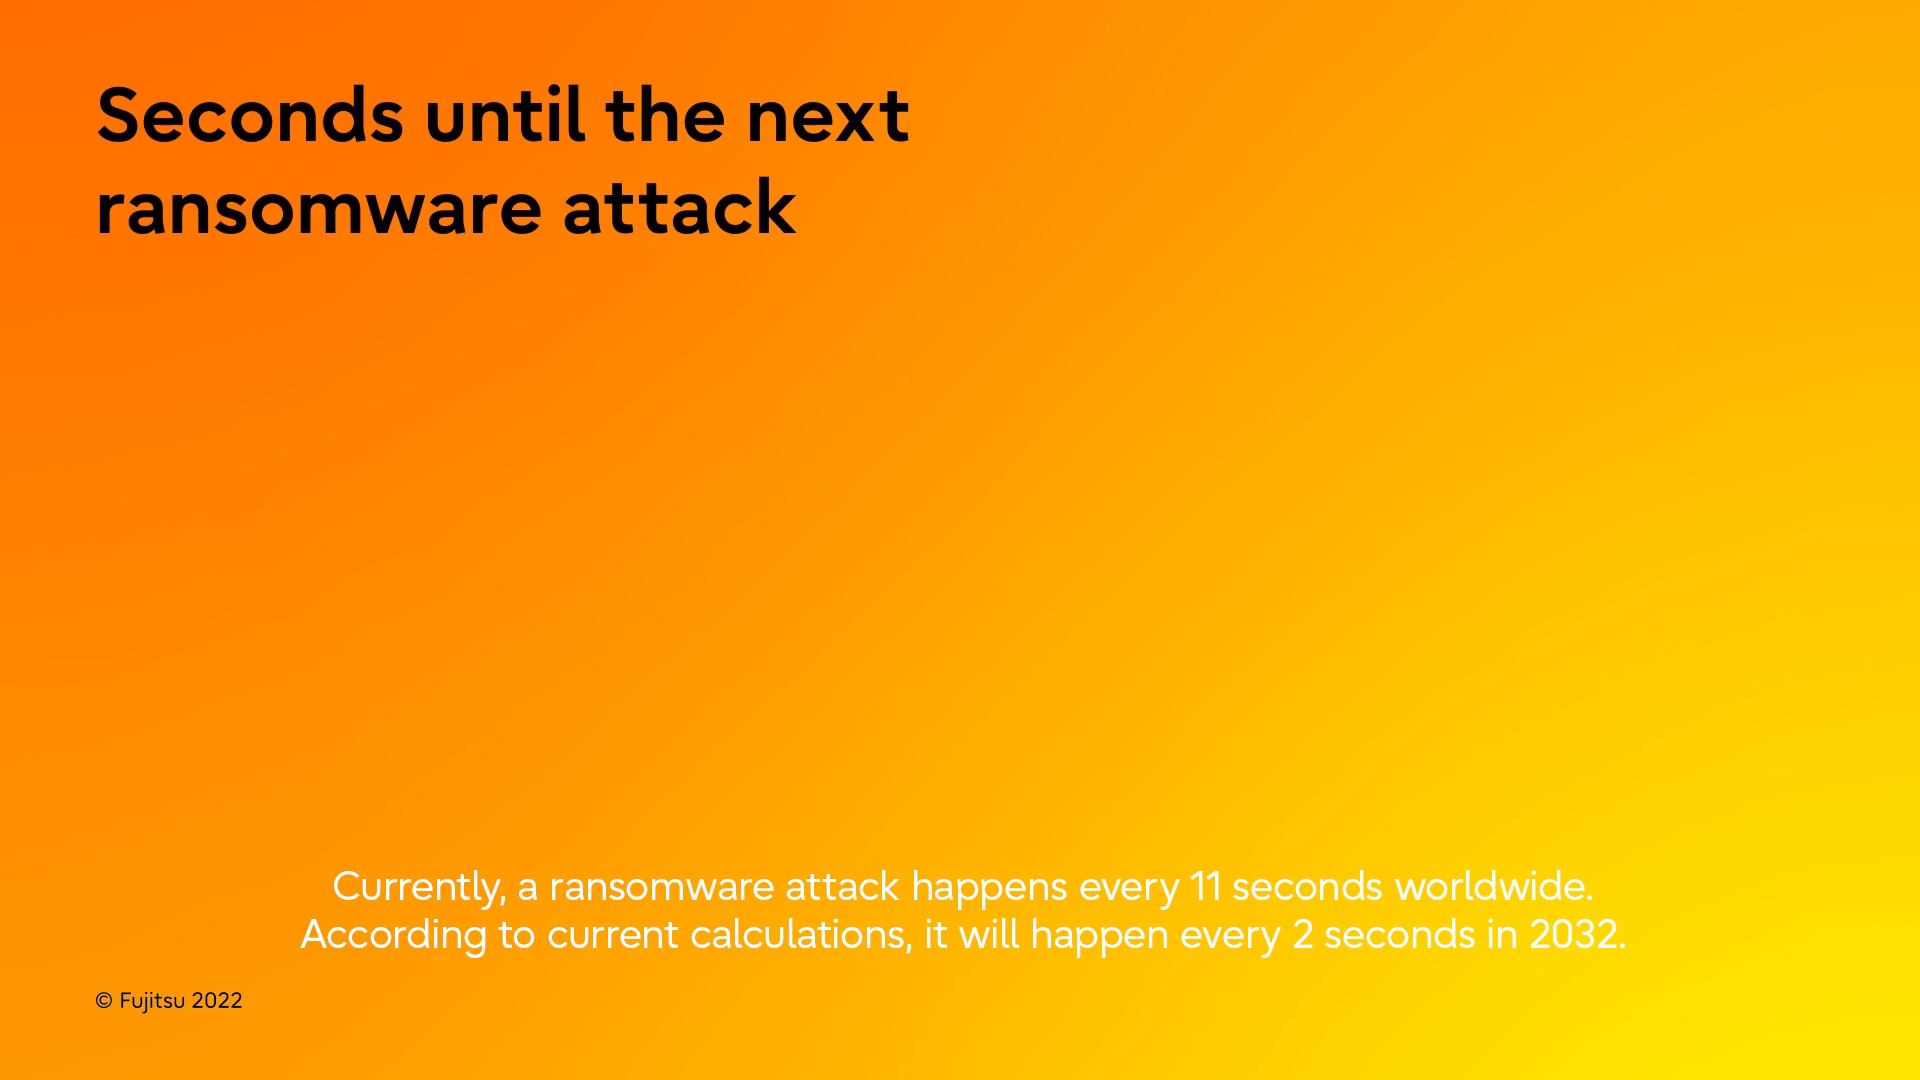 Seconds until the next
ransomware attack
Currently, a ransomware attack happens every 11 seconds worldwide.
According to current calculations, it will happen every 2 seconds in 2032.
© Fujitsu 2022